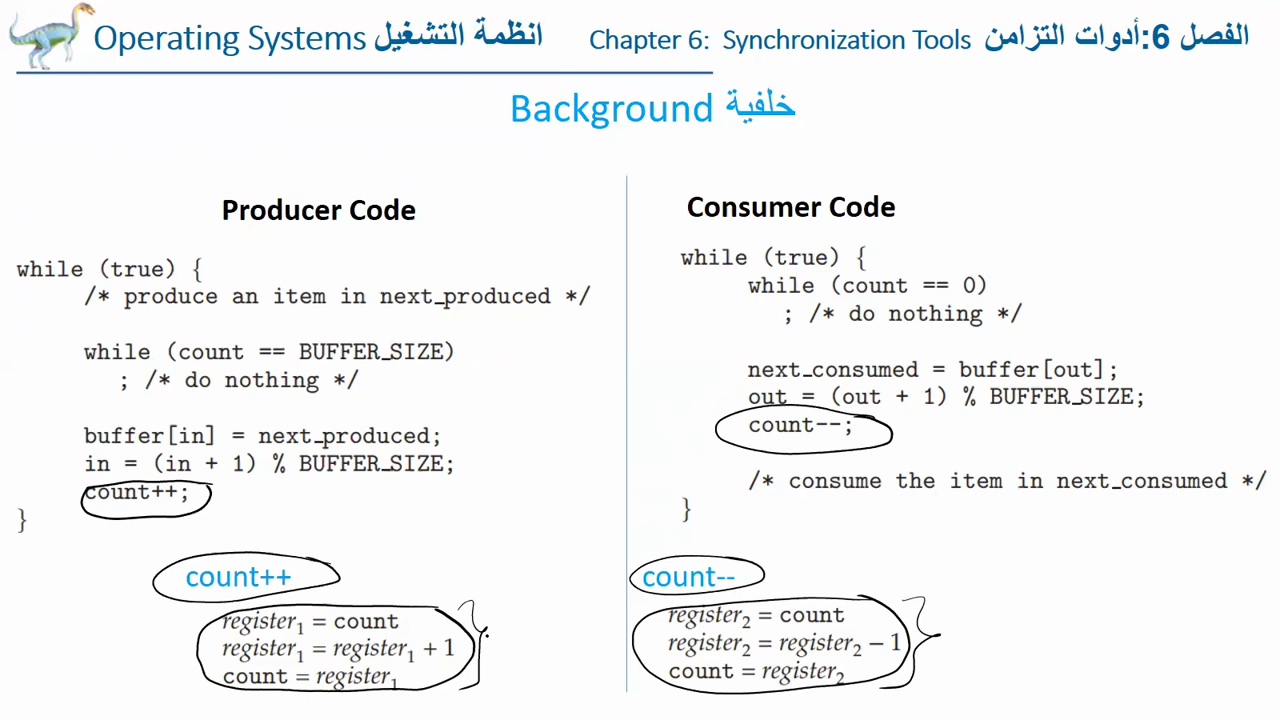 Operating Systems انظمة التشغيل
Chapter 6: Synchronization Tools الفصل 6:أدوات التزامن
Background خلفية
Producer Code
while (true) {
/* produce an item in next_produced */
while (count == BUFFER_SIZE)
; /* do nothing */
buffer[in] = next_produced;
in = (in + 1) % BUFFER_SIZE;
count++;
}
count++
register1 = count
register1 = register1 + 1
count = register1
Consumer Code
while (true) {
while (count == 0)
; /* do nothing */
next_consumed = buffer[out];
out = (out + 1) % BUFFER_SIZE;
count--;
/* consume the item in next_consumed */
}
count--
register2 = count
register2 = register2 − 1
count = register2